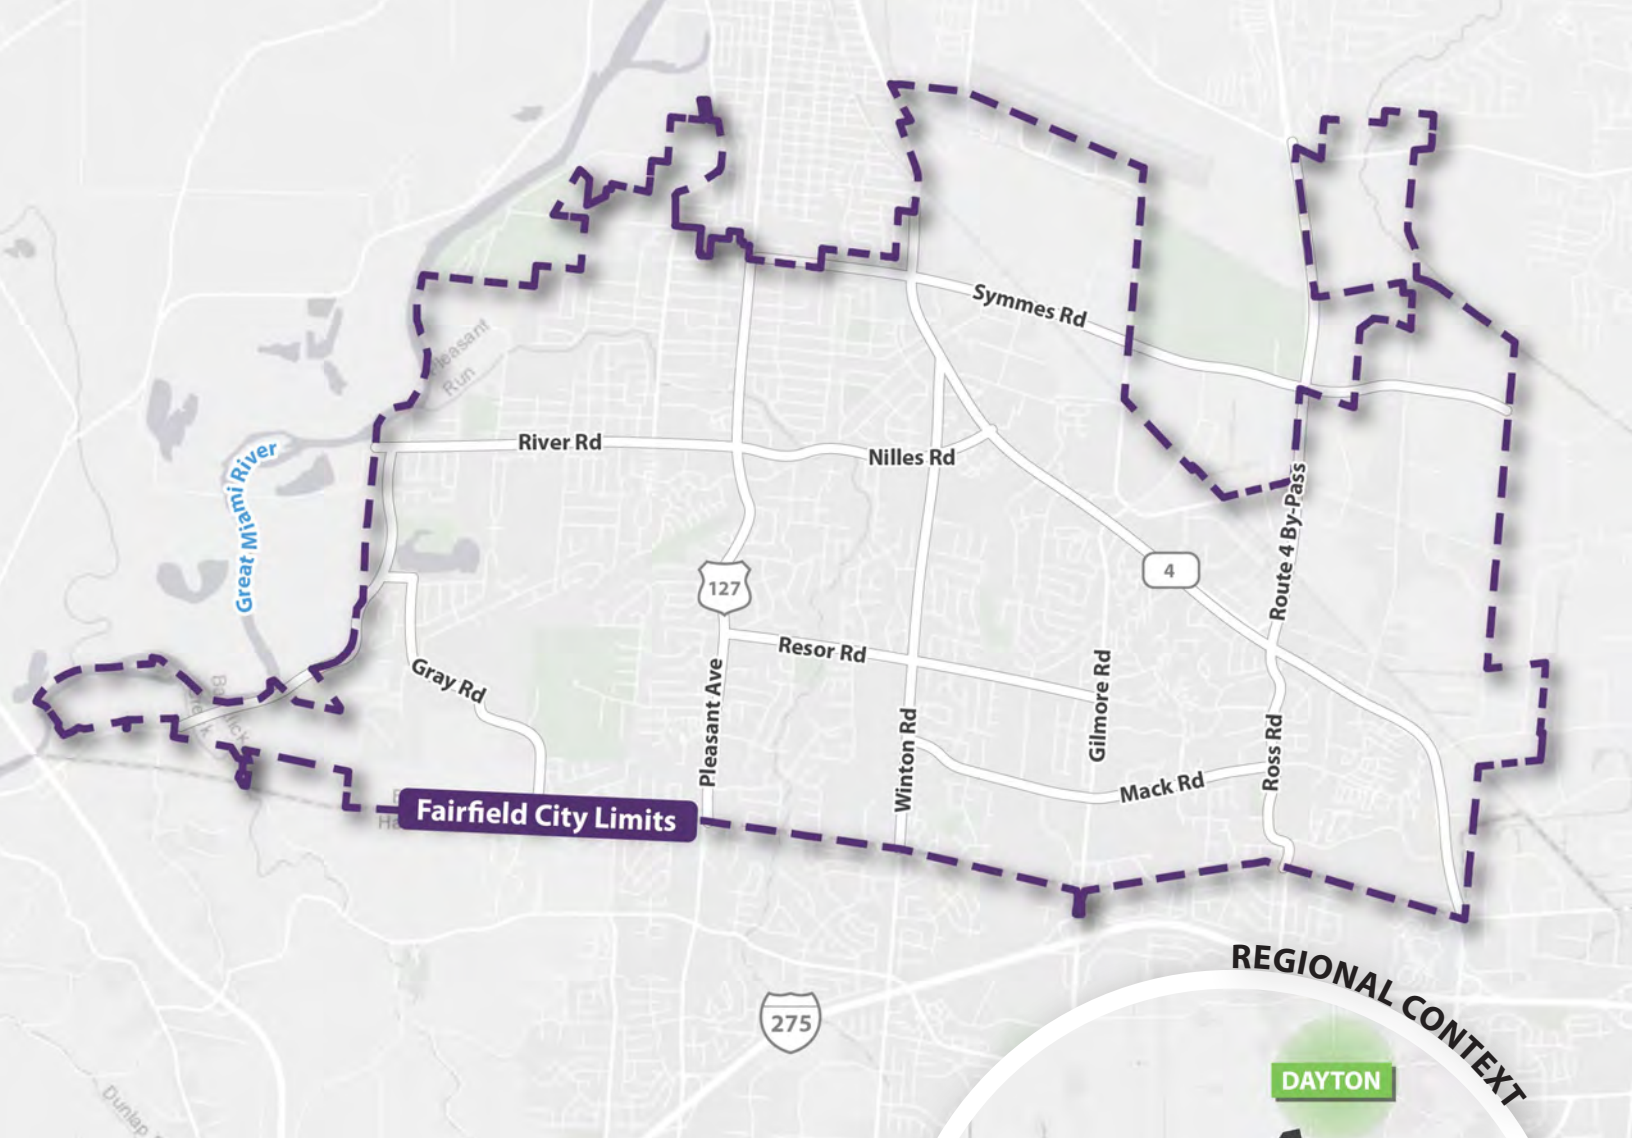 Symmes Rd
Pleasant
Run
River Rd
Nilles Rd
Great Miami River
Route 4 By-Pass
4
127
Resor Rd
Gray Rd
Pleasant Ave
Gilmore Rd
Winton Rd
Ross Rd
Mack Rd
Fairfield City Limits
275
REGIONAL CONTEXT
DAYTON
Dunlap